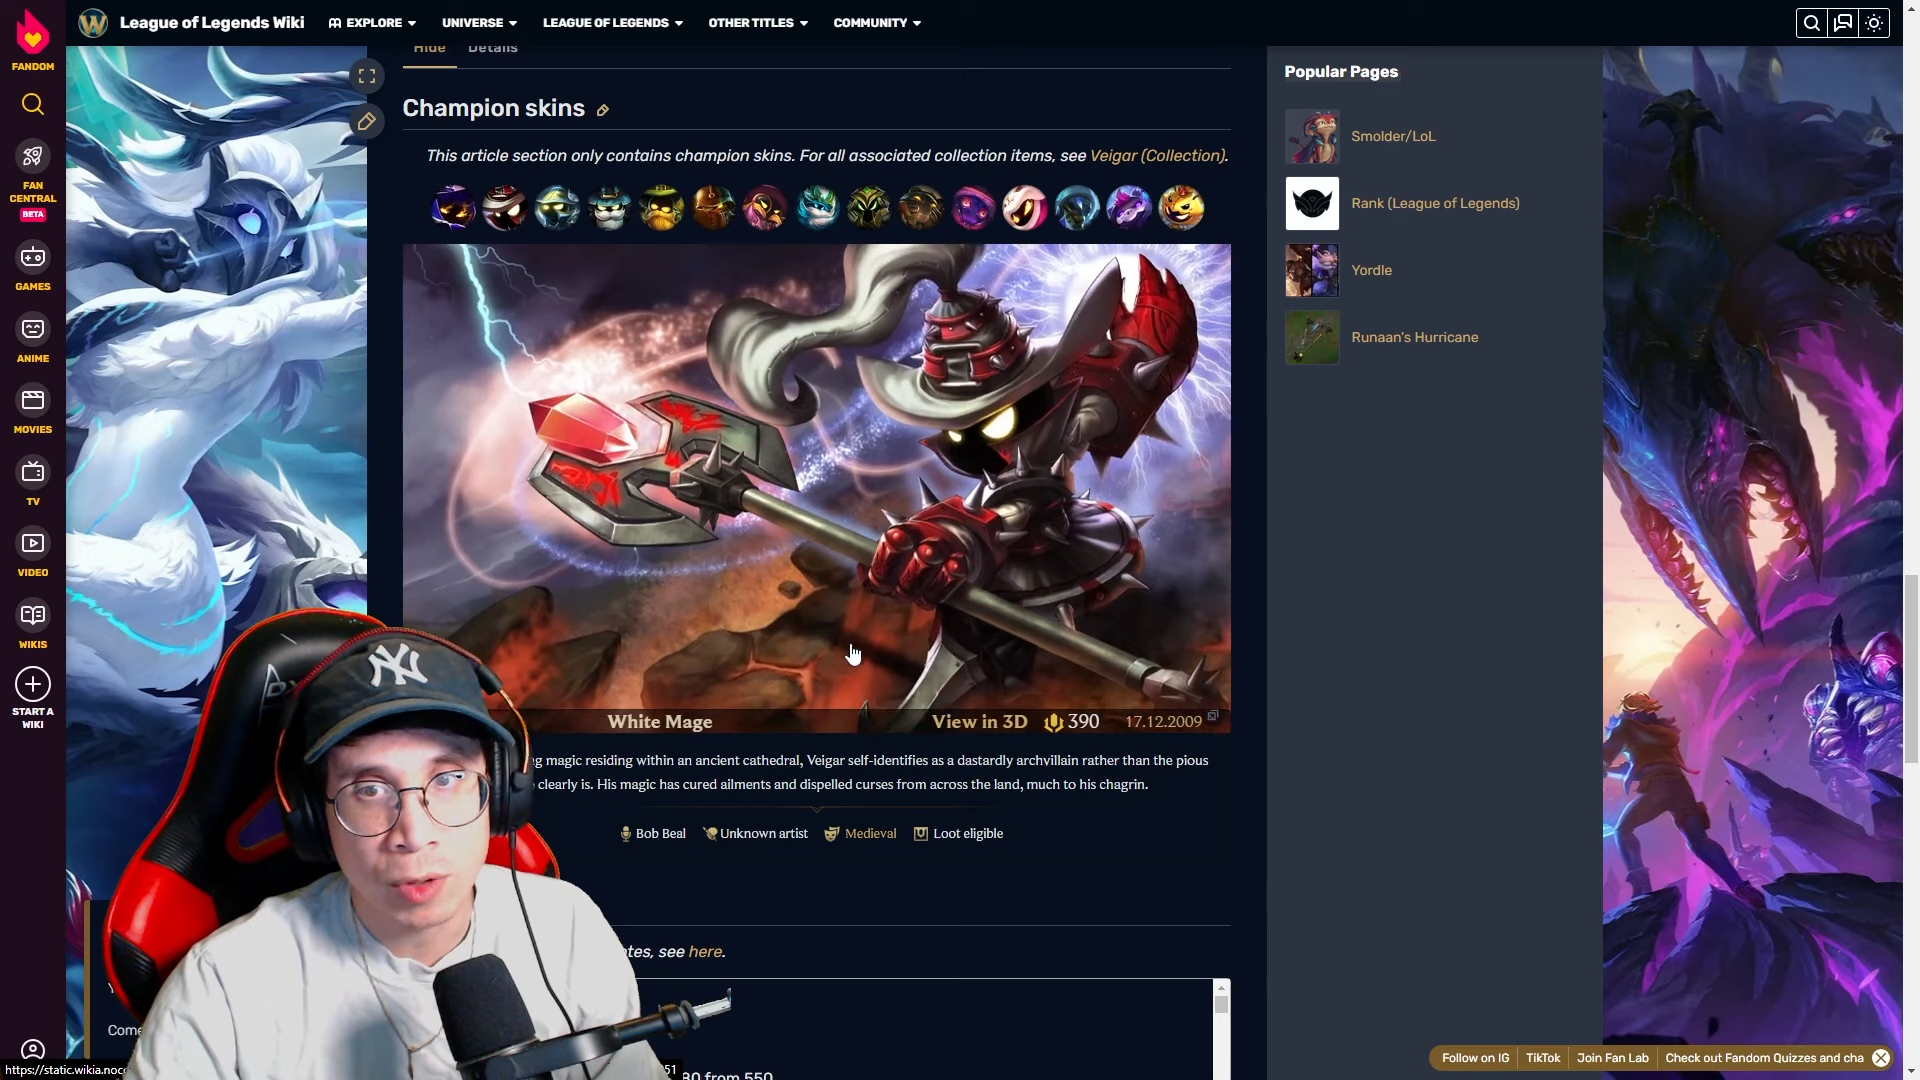 League of Legends Wiki
EXPLORE
UNIVERSE
LEAGUE OF LEGENDS
OTHER TITLES
COMMUNITY
FANDOM
FAN
CENTRAL
BETA
GAMES
ANIME
MOVIES
TV
VIDEO
WIKIS
START A
WIKI
Hide Details
Champion skins
This article section only contains champion skins. For all associated collection items, see Veigar (Collection).
White Mage
View in 3D
390
17.12.2009
magic residing within an ancient cathedral, Veigar self-identifies as a dastardly archvillain rather than the pious
clearly is. His magic has cured ailments and dispelled curses from across the land, much to his chagrin.
Bob Beal
Unknown artist
Medieval
Loot eligible
see here.
from 550
Popular Pages
Smolder/LoL
Rank (League of Legends)
Yordle
Runaan's Hurricane
NY
Come
https://static.wikia.noc
51
Follow on IG
TikTok
Join Fan Lab
Check out Fandom Quizzes and cha